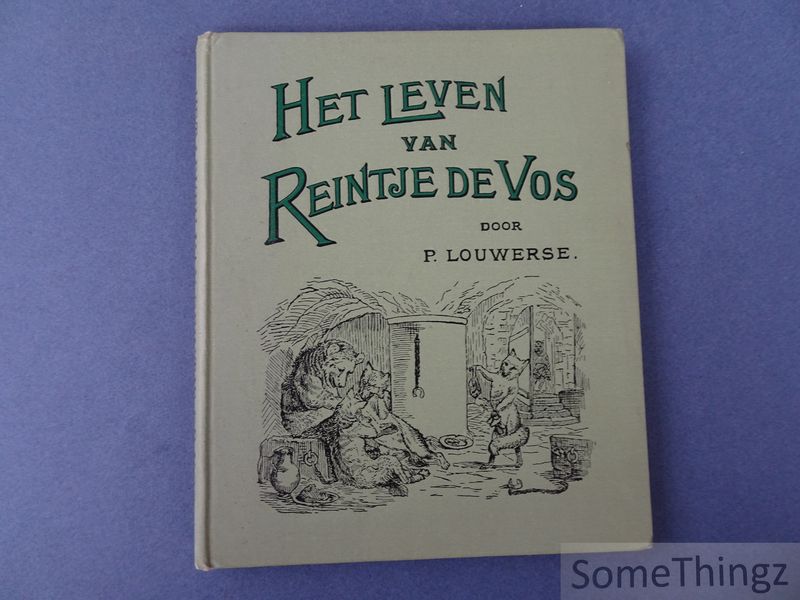 HET LEVEN
VAN
REINTJE DE VOS
DOOR
P. LOUWERSE.
SomeThingz